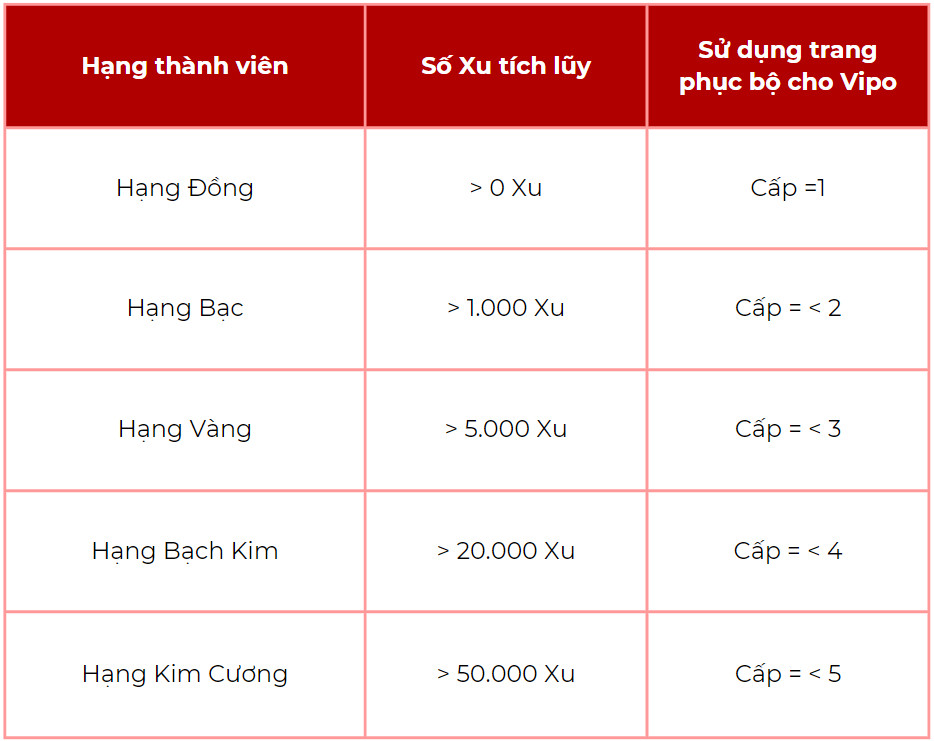 Hạng thành viên
Số Xu tích lũy
Sử dụng trang
phục bộ cho Vipo
Hạng Đồng
> 0 Xu
Cấp =1
Hạng Bạc
> 1.000 Xu
Cấp = < 2
Hạng Vàng
> 5.000 Xu
Cấp = < 3
Hạng Bạch Kim
> 20.000 Xu
Cấp = < 4
Hạng Kim Cương
> 50.000 Xu
Cấp = < 5